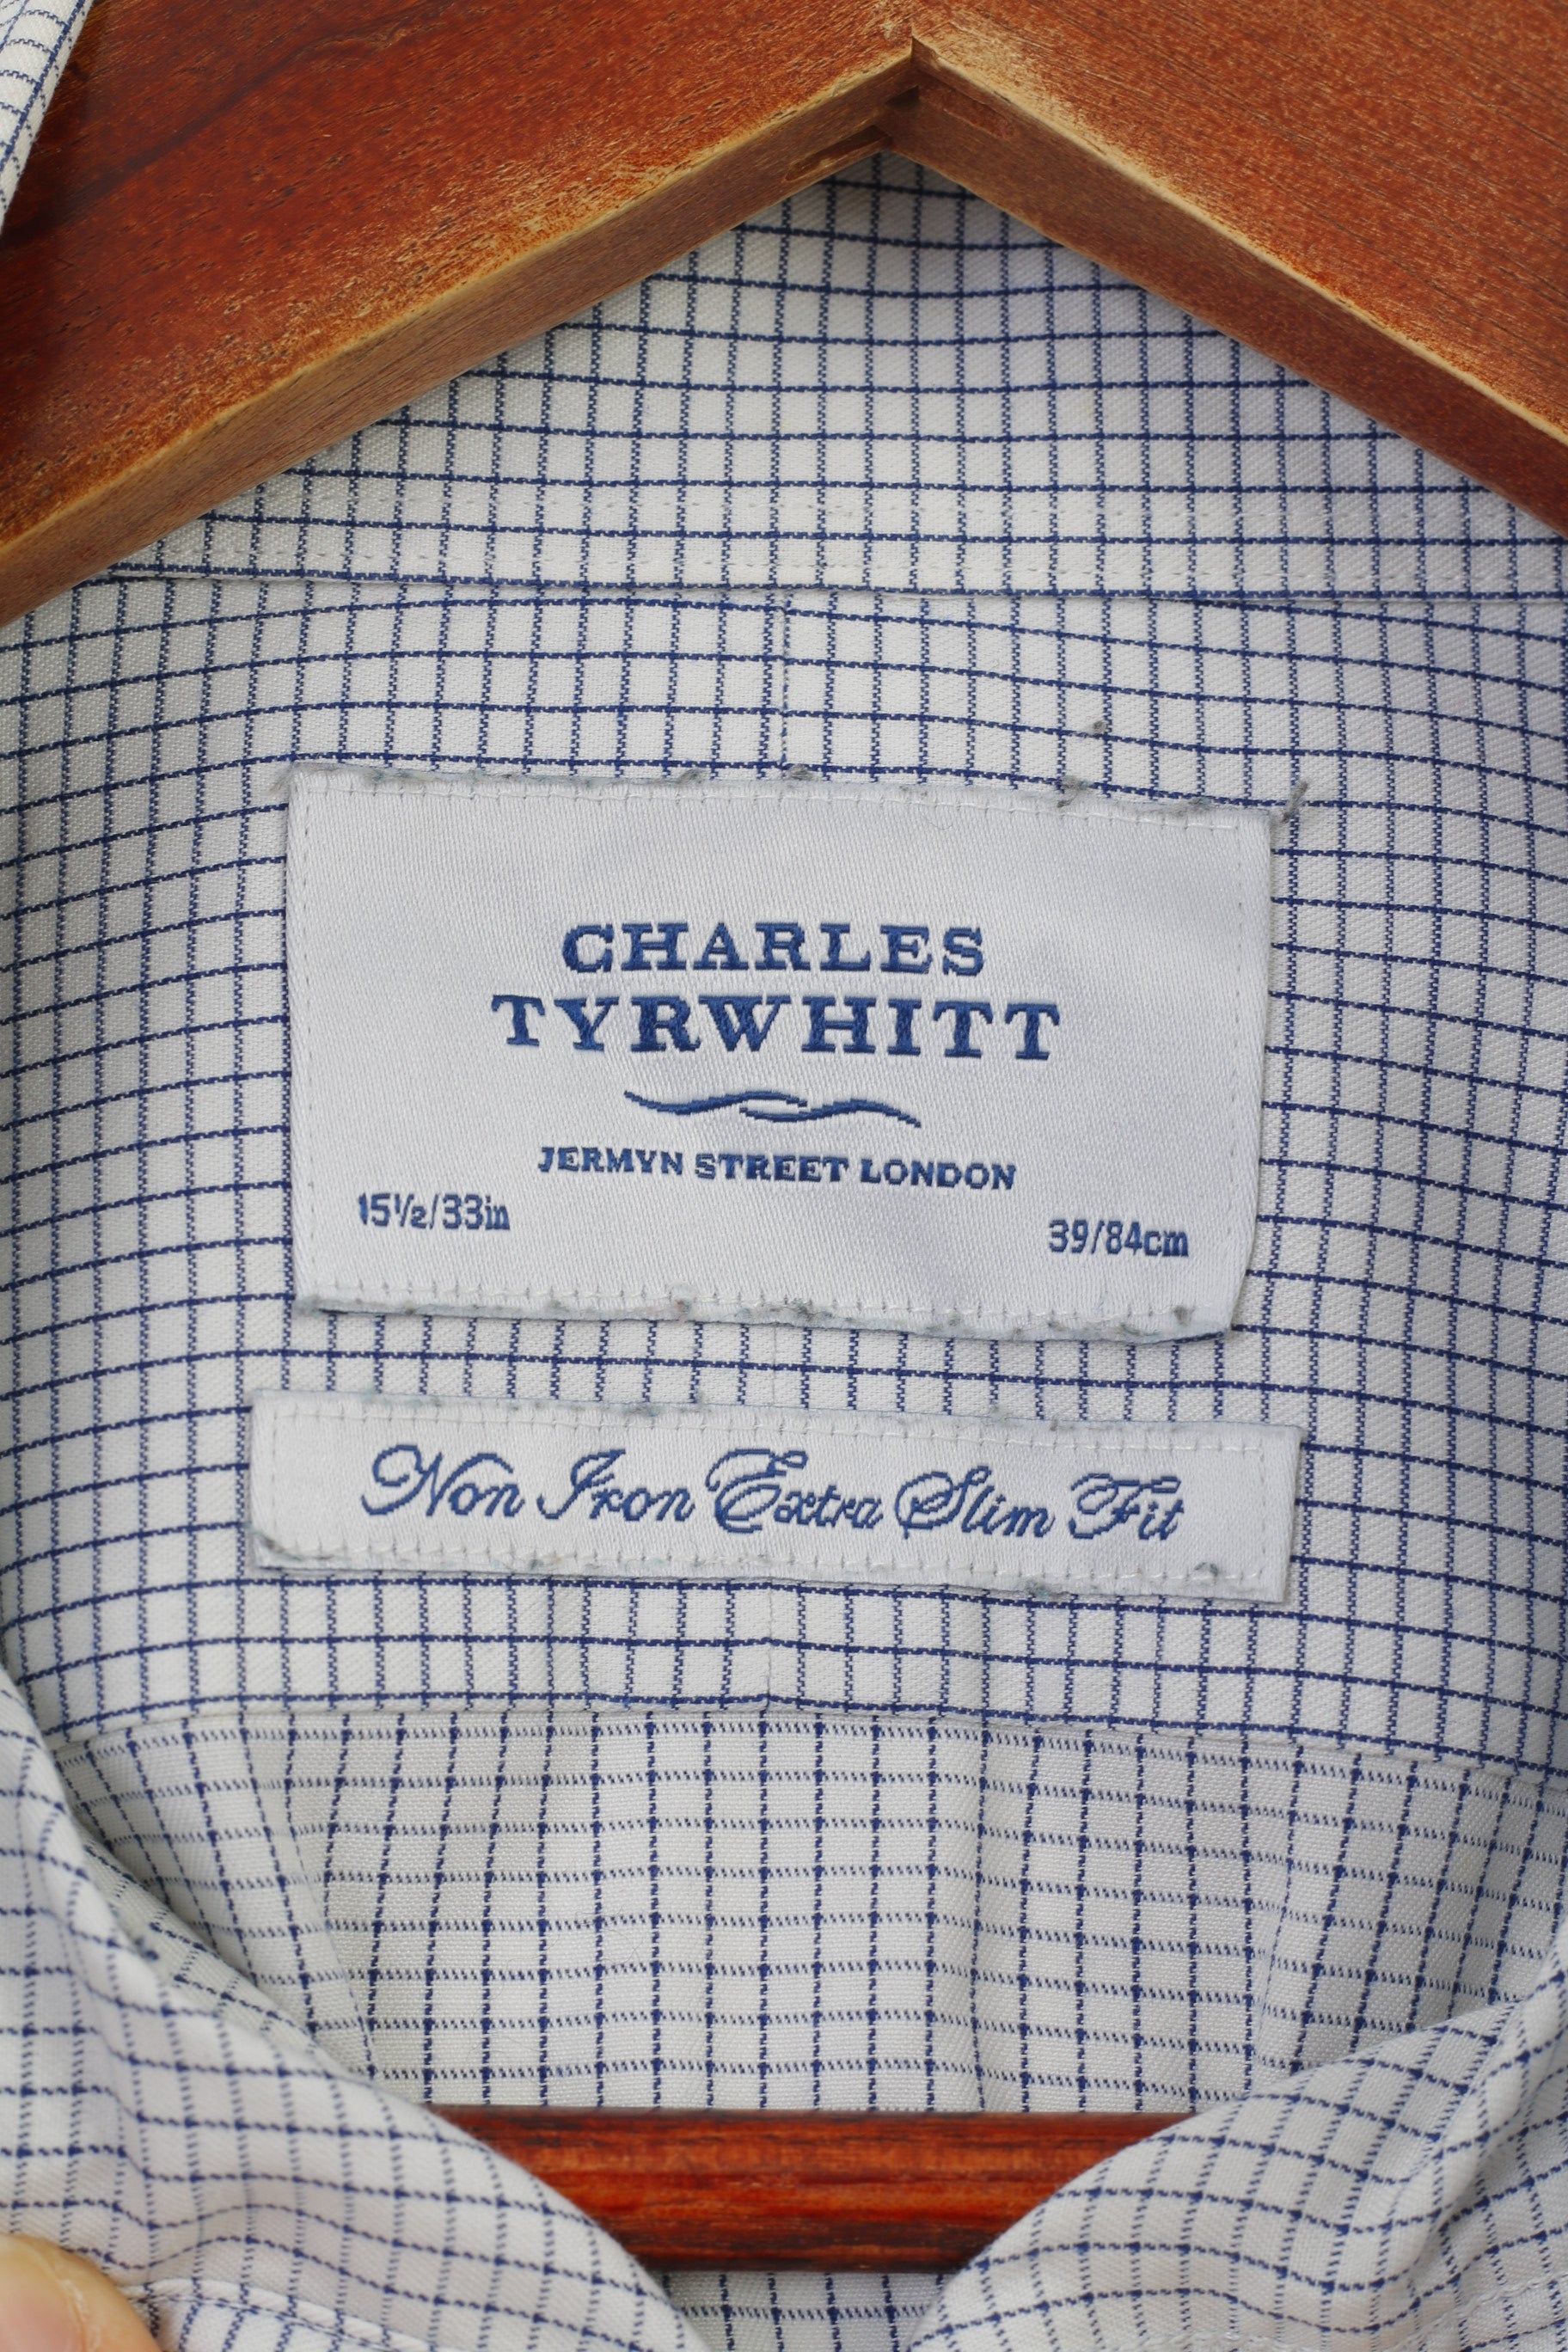 CHARLES
TYRWHITT
JERMYN STREET LONDON
15½/33in
39/84cm
Non Iron Extra Slim Fit